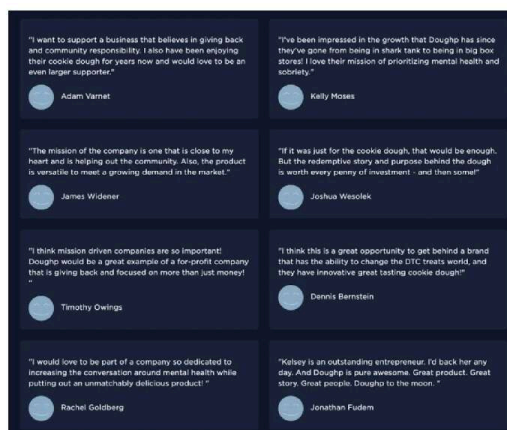 "I want to support a business that believes in giving back
and community responsibility. I also have been enjoying
their cookie dough for years now and would love to be an
even larger supporter."
Adam Varnet
"I've been impressed in the growth that Doughp has since
they've gone from being in shark tank to being in big box
stores! I love their mission of prioritizing mental health and
sobriety."
Kelly Moses
"The mission of the company is one that is close to my
heart and is helping out the community. Also, the product
is versatile to meet a growing demand in the market."
James Widener
"If it was just for the cookie dough, that would be enough.
But the redemptive story and purpose behind the dough
is worth every penny of investment - and then some!"
Joshua Wesolek
"I think mission driven companies are so important!
Doughp would be a great example of a for-profit company
that is giving back and focused on more than just money!
"
Timothy Owings
"I think this is a great opportunity to get behind a brand
that has the ability to change the DTC treats world, and
they have innovative great tasting cookie dough!"
Dennis Bernstein
"I would love to be part of a company so dedicated to
increasing the conversation around mental health while
putting out an unmatchably delicious product! "
Rachel Goldberg
"Kelsey is an outstanding entrepreneur. I'd back her any
day. And Doughp is pure awesome. Great product. Great
story. Great people. Doughp to the moon. "
Jonathan Fudem